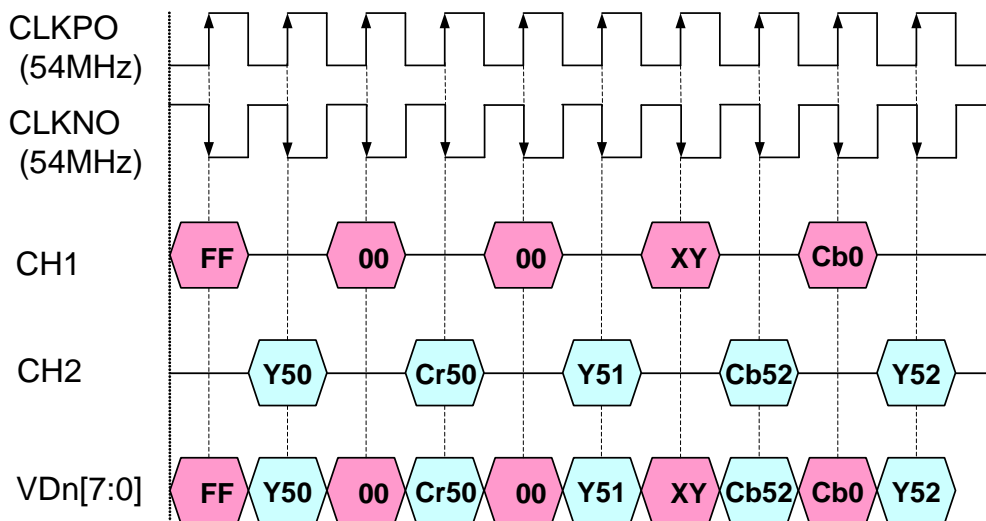 CLKPO
(54MHz)
CLKNO
(54MHz)
CH1 FF 00 00 XY Cb0
CH2 Y50 Cr50 Y51 Cb52 Y52
VDn[7:0] FF Y50 00 Cr50 00 Y51 XY Cb52 Cb0 Y52